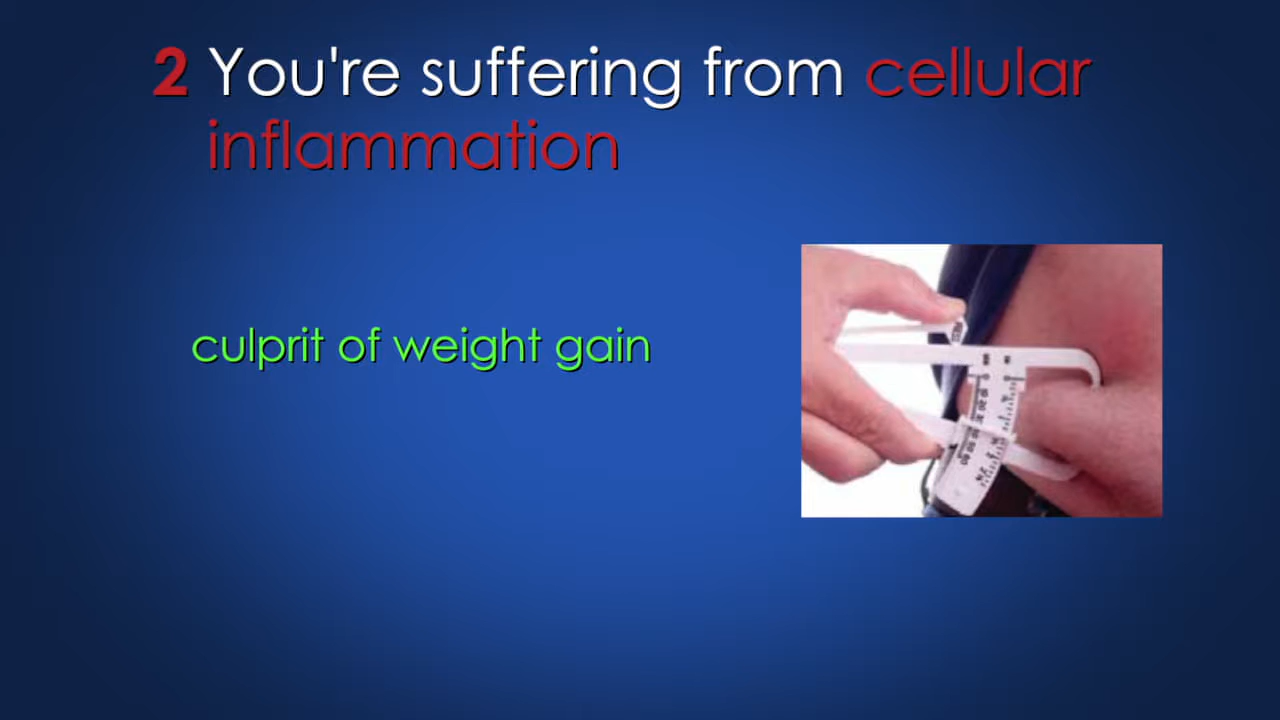 2 You're suffering from cellular
inflammation
culprit of weight gain